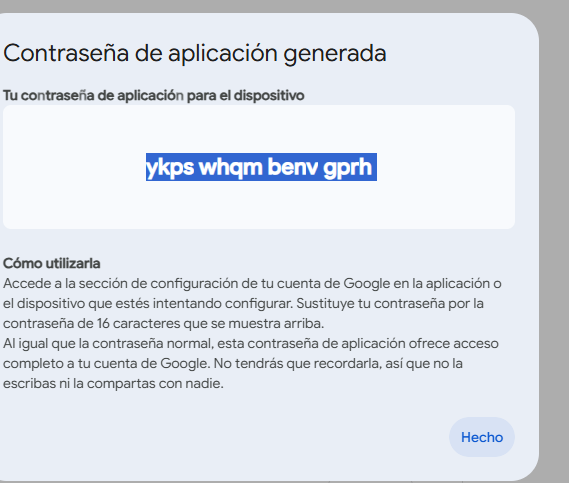 Contraseña de aplicación generada
Tu contraseña de aplicación para el dispositivo
ykps whqm benv gprh
Cómo utilizarla
Accede a la sección de configuración de tu cuenta de Google en la aplicación o
el dispositivo que estés intentando configurar. Sustituye tu contraseña por la
contraseña de 16 caracteres que se muestra arriba.
Al igual que la contraseña normal, esta contraseña de aplicación ofrece acceso
completo a tu cuenta de Google. No tendrás que recordarla, así que no la
escribas ni la compartas con nadie.
Hecho